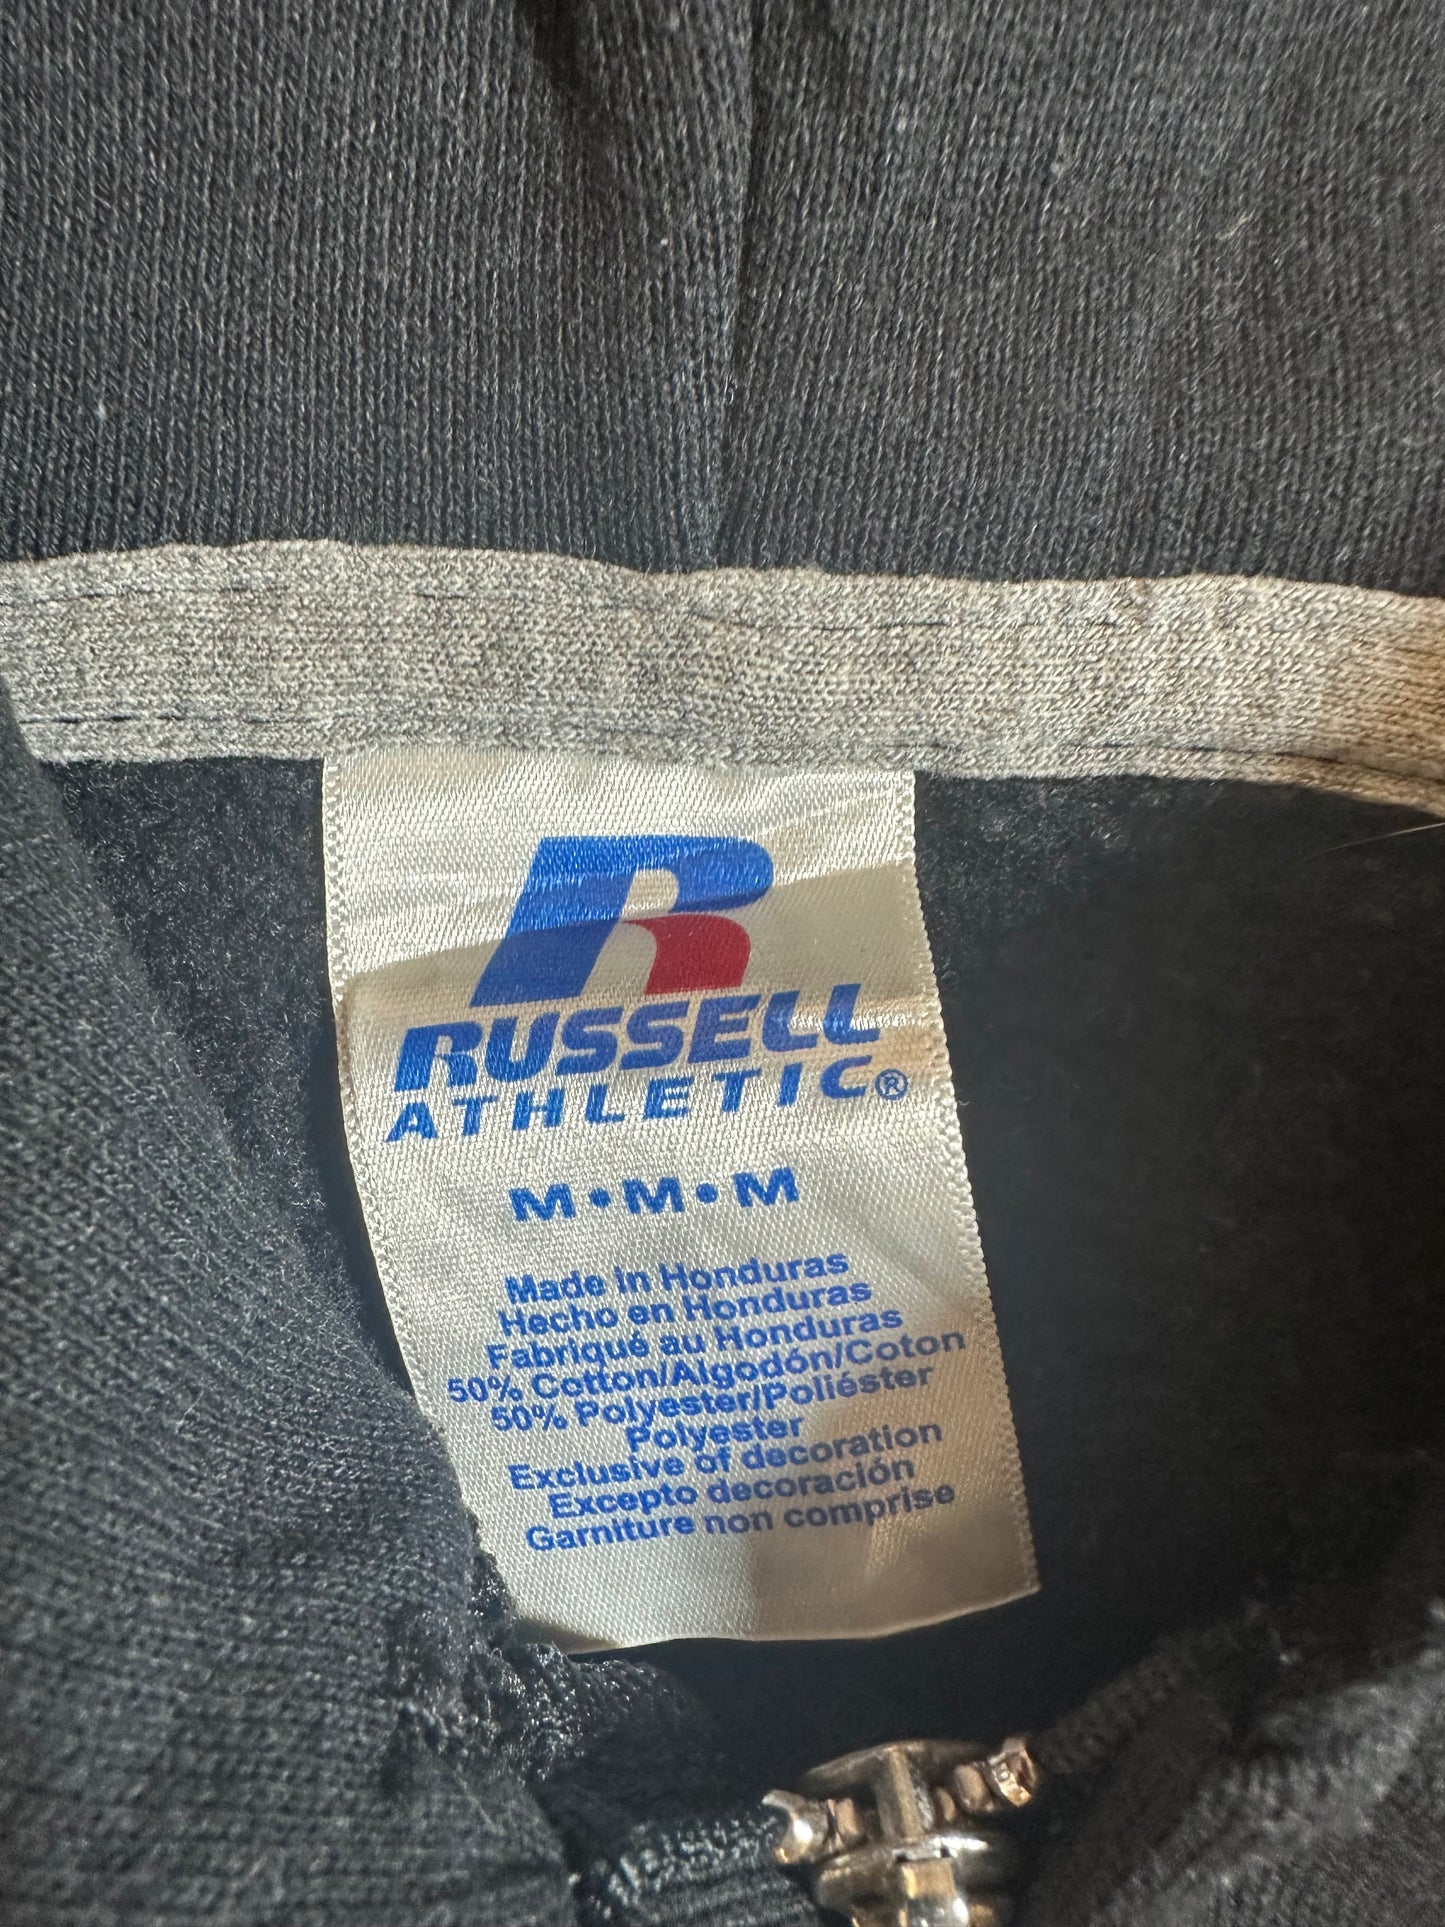 R
RUSSELL
ATHLETIC®
M•M•M
Made in Honduras
Hecho en Honduras
Fabriqué au Honduras
50% Cotton/Algodón/Coton
50% Polyester/Poliéster
Polyester
Exclusive of decoration
Excepto decoración
Garniture non comprise